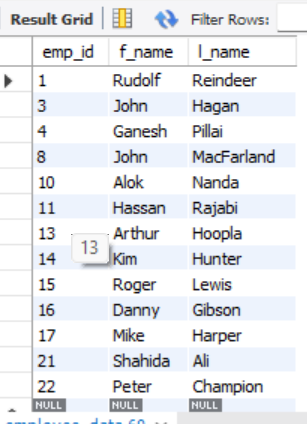 Result Grid Filter Rows:
emp_id f_name l_name
1 Rudolf Reindeer
3 John Hagan
4 Ganesh Pillai
8 John MacFarland
10 Alok Nanda
11 Hassan Rajabi
13 Arthur Hoopla
13
14 Kim Hunter
15 Roger Lewis
16 Danny Gibson
17 Mike Harper
21 Shahida Ali
22 Peter Champion
NULL NULL NULL